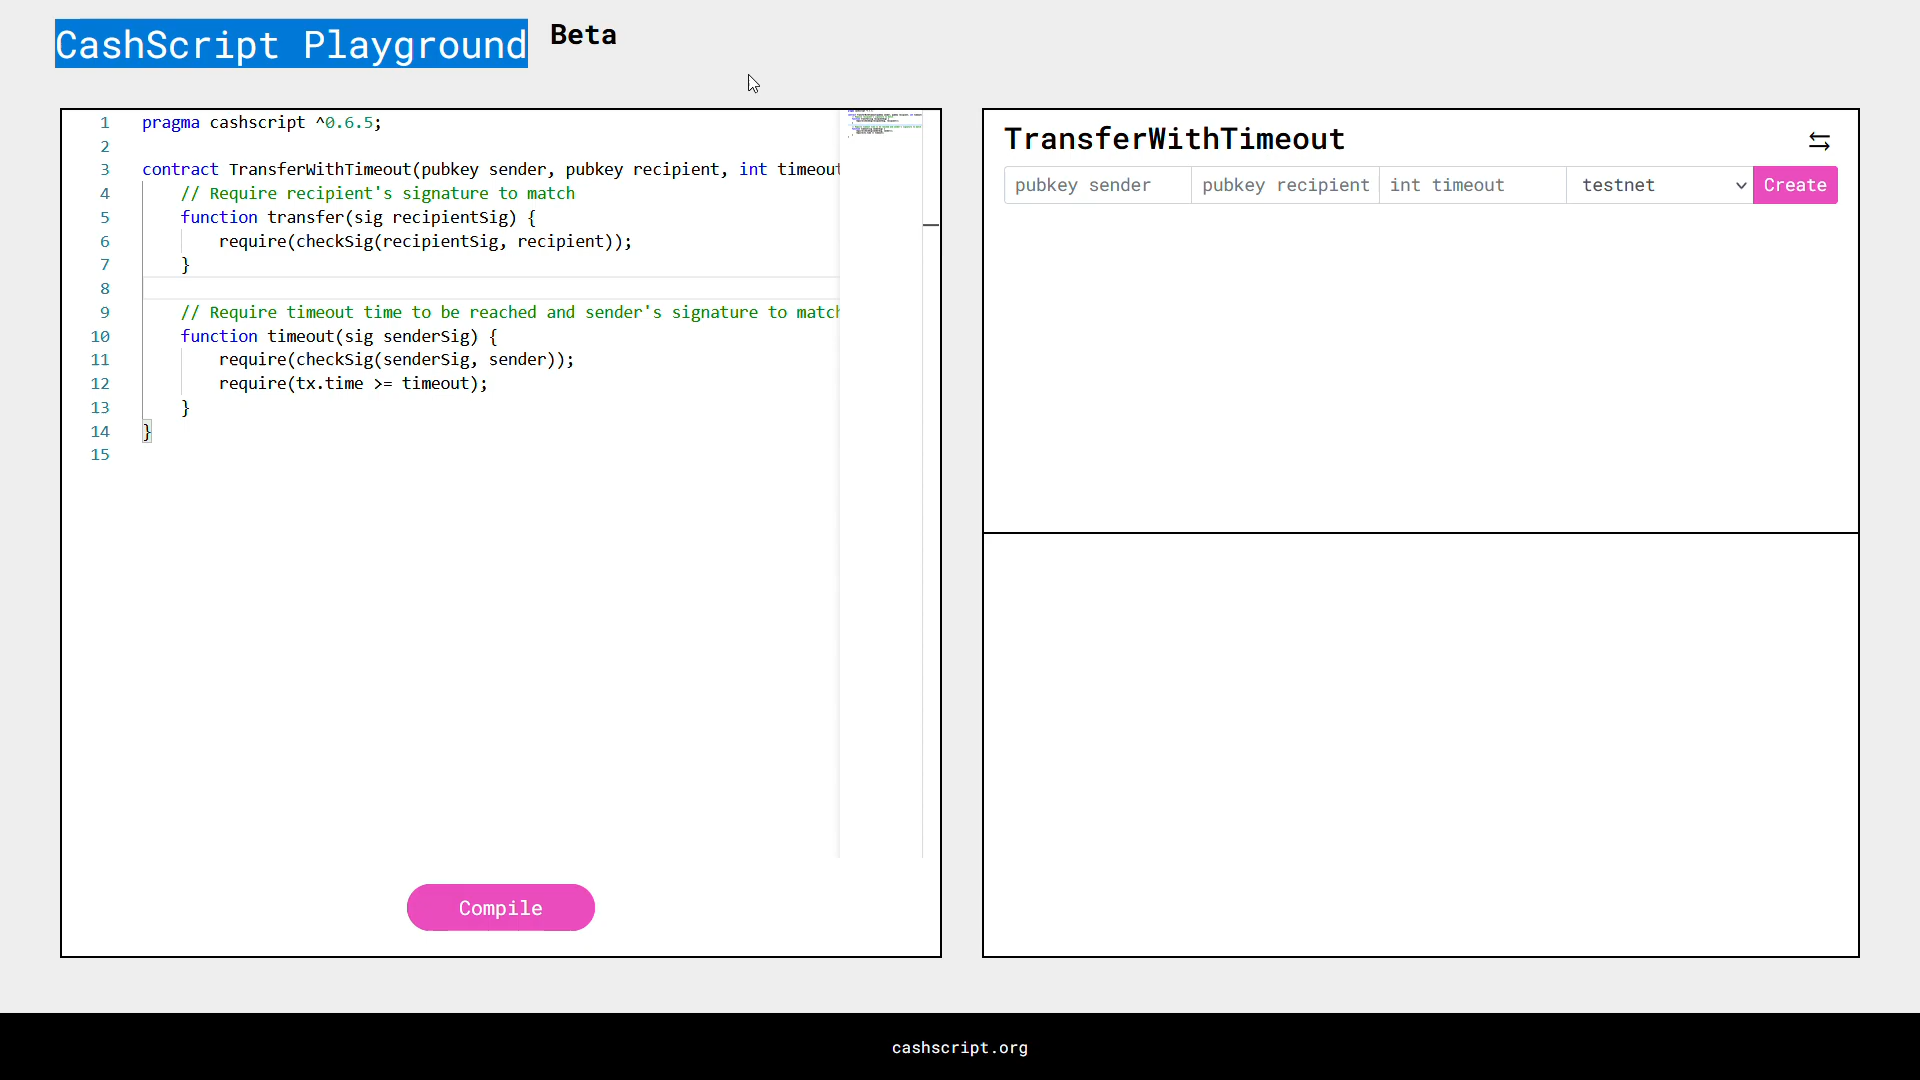 CashScript Playground Beta
1 pragma cashscript ^0.6.5;
2
3 contract TransferWithTimeout(pubkey sender, pubkey recipient, int timeout
4 // Require recipient's signature to match
5 function transfer(sig recipientSig) {
6 require(checkSig(recipientSig, recipient));
7 }
8
9 // Require timeout time to be reached and sender's signature to match
10 function timeout(sig senderSig) {
11 require(checkSig(senderSig, sender));
12 require(tx.time >= timeout);
13 }
14 }
15
Compile
TransferWithTimeout
pubkey sender pubkey recipient int timeout testnet Create
cashscript.org